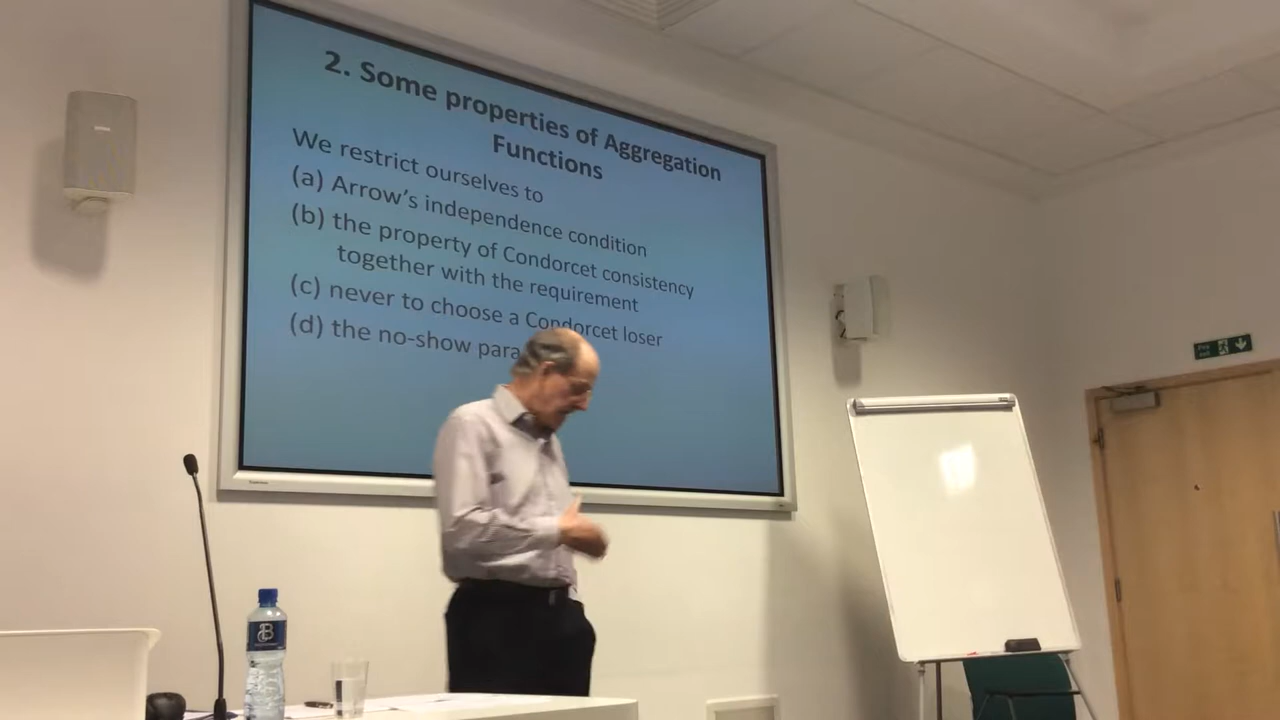 2. Some properties of Aggregation
Functions
We restrict ourselves to
(a) Arrow's independence condition
(b) the property of Condorcet consistency
together with the requirement
(c) never to choose a Condorcet loser
(d) the no-show para
B